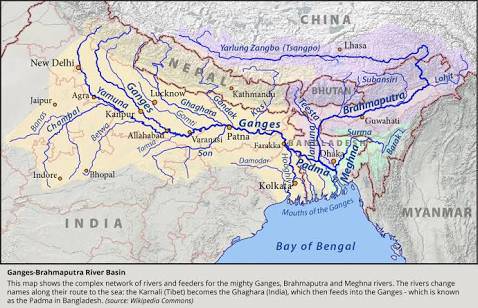 CHINA
Yarlung Zangbo (Tsangpo)
Lhasa
New Delhi
NEPAL
Subansiri
Lohit
BHUTAN
Kathmandu
Agra
Lucknow
Ganges
Ghaghara
Gandak
Kosi
Teesta
Brahmaputra
Jaipur
Yamuna
Gomti
Guwahati
Banas
Chambal
Kanpur
Ganges
Jamuna
Betwa
Allahabad
Varanasi
Patna
Surma
Barak
Farakka
BANGLADESH
Tamsa
Son
Dhaka
Padma
Meghna
Damodar
Hooghly
Indore
Bhopal
Kolkata
Mouths of the Ganges
INDIA
MYANMAR
Bay of Bengal
Ganges-Brahmaputra River Basin
This map shows the complex network of rivers and feeders for the mighty Ganges, Brahmaputra and Meghna rivers. The rivers change
names along their route to the sea: the Karnali (Tibet) becomes the Ghaghara (India), which then feeds into the Ganges - which is known
as the Padma in Bangladesh. (source: Wikipedia Commons)